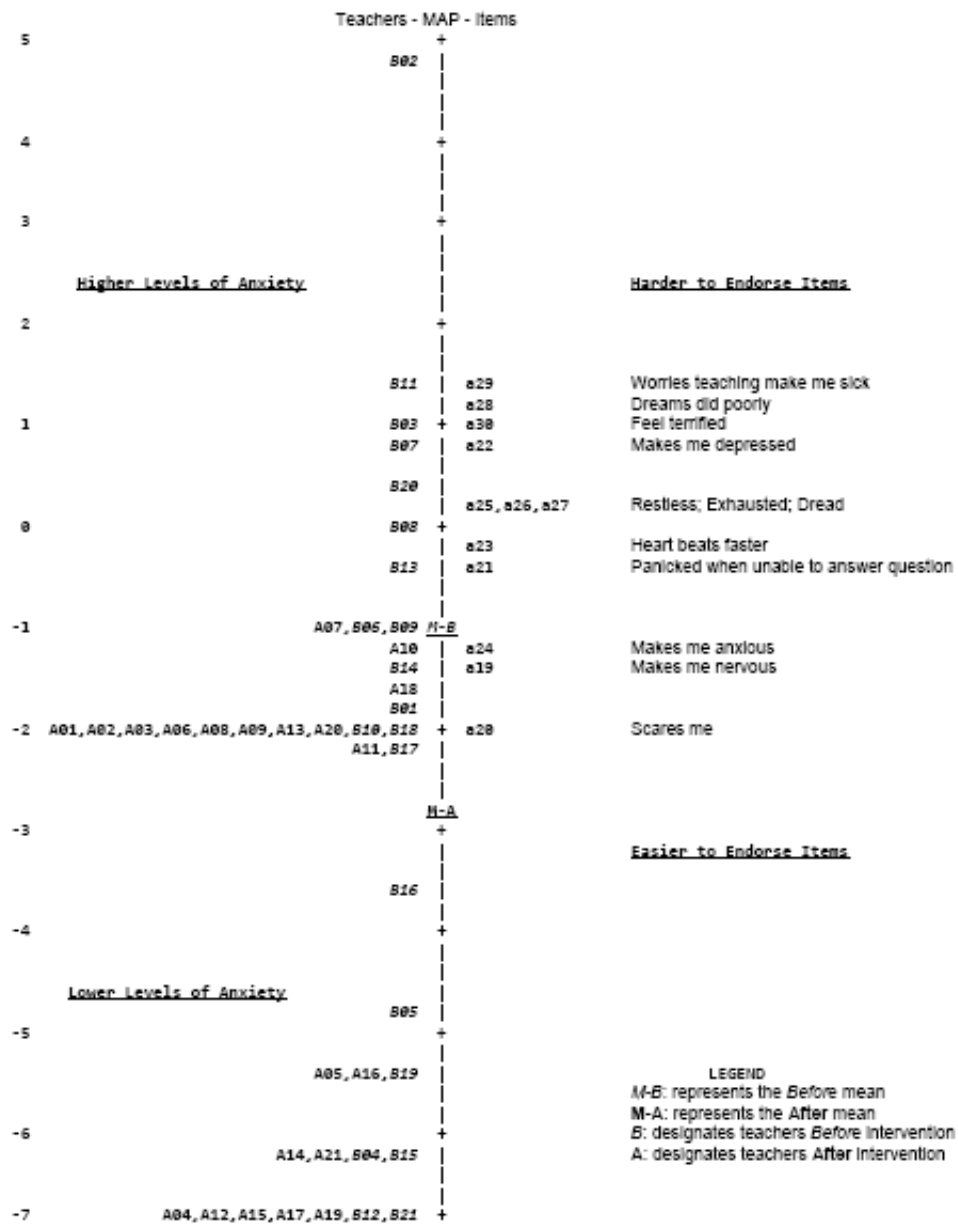 Teachers - MAP - Items
5 +
B02 |
4 +
3 +
Higher Levels of Anxiety Harder to Endorse Items
2 +
B11 | a29 Worries teaching make me sick
| a28 Dreams did poorly
1 B03 + a30 Feel terrified
B07 | a22 Makes me depressed
B20 |
| a25,a26,a27 Restless; Exhausted; Dread
0 B08 +
| a23 Heart beats faster
B13 | a21 Panicked when unable to answer question
-1 A07,B06,B09 M-B
A10 | a24 Makes me anxious
B14 | a19 Makes me nervous
A18 |
B01 |
-2 A01,A02,A03,A06,A08,A09,A13,A20,B10,B18 + a20 Scares me
A11,B17 |
M-A
-3 +
Easier to Endorse Items
B16 |
-4 +
Lower Levels of Anxiety
B05 |
-5 +
A05,A16,B19 | LEGEND
M-B: represents the Before mean
M-A: represents the After mean
-6 + B: designates teachers Before Intervention
A14,A21,B04,B15 | A: designates teachers After Intervention
-7 A04,A12,A15,A17,A19,B12,B21 +